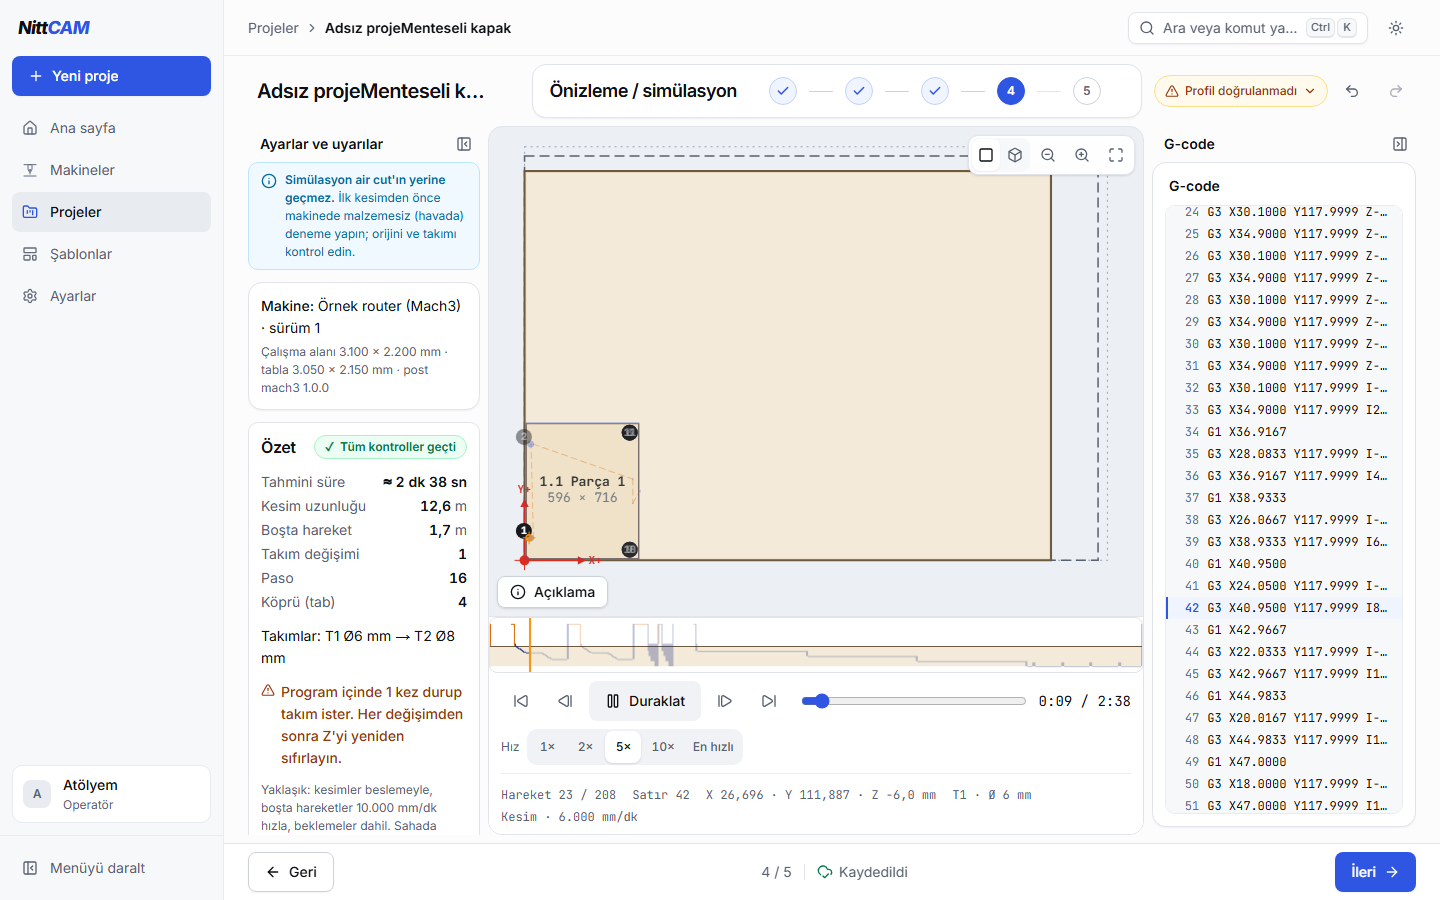 NittCAM
Yeni proje
Ana sayfa
Makineler
Projeler
Şablonlar
Ayarlar
A
Atölyem
Operatör
Menüyü daralt
Projeler > Adsız projeMenteseli kapak
Ara veya komut ya... Ctrl K
Adsız projeMenteseli k...
Önizleme / simülasyon
4
5
Profil doğrulanmadı
Ayarlar ve uyarılar
Simülasyon air cut'ın yerine
geçmez. İlk kesimden önce
makinede malzemesiz (havada)
deneme yapın; orijini ve takımı
kontrol edin.
Makine: Örnek router (Mach3)
· sürüm 1
Çalışma alanı 3.100 × 2.200 mm ·
tabla 3.050 × 2.150 mm · post
mach3 1.0.0
Özet
✓ Tüm kontroller geçti
Tahmini süre ≈ 2 dk 38 sn
Kesim uzunluğu 12,6 m
Boşta hareket 1,7 m
Takım değişimi 1
Paso 16
Köprü (tab) 4
Takımlar: T1 Ø6 mm → T2 Ø8
mm
Program içinde 1 kez durup
takım ister. Her değişimden
sonra Z'yi yeniden
sıfırlayın.
Yaklaşık: kesimler beslemeyle,
boşta hareketler 10.000 mm/dk
hızla, beklemeler dahil. Sahada
2
1.1 Parça 1
596 × 716
1
X+
Açıklama
Duraklat
0:09 / 2:38
Hız 1× 2× 5× 10× En hızlı
Hareket 23 / 208 Satır 42 X 26,696 · Y 111,887 · Z -6,0 mm T1 · Ø 6 mm
Kesim · 6.000 mm/dk
G-code
G-code
24 G3 X30.1000 Y117.9999 Z-…
25 G3 X34.9000 Y117.9999 Z-…
26 G3 X30.1000 Y117.9999 Z-…
27 G3 X34.9000 Y117.9999 Z-…
28 G3 X30.1000 Y117.9999 Z-…
29 G3 X34.9000 Y117.9999 Z-…
30 G3 X30.1000 Y117.9999 Z-…
31 G3 X34.9000 Y117.9999 Z-…
32 G3 X30.1000 Y117.9999 I-…
33 G3 X34.9000 Y117.9999 I2…
34 G1 X36.9167
35 G3 X28.0833 Y117.9999 I-…
36 G3 X36.9167 Y117.9999 I4…
37 G1 X38.9333
38 G3 X26.0667 Y117.9999 I-…
39 G3 X38.9333 Y117.9999 I6…
40 G1 X40.9500
41 G3 X24.0500 Y117.9999 I-…
42 G3 X40.9500 Y117.9999 I8…
43 G1 X42.9667
44 G3 X22.0333 Y117.9999 I-…
45 G3 X42.9667 Y117.9999 I1…
46 G1 X44.9833
47 G3 X20.0167 Y117.9999 I-…
48 G3 X44.9833 Y117.9999 I1…
49 G1 X47.0000
50 G3 X18.0000 Y117.9999 I-…
51 G3 X47.0000 Y117.9999 I1…
Geri
4 / 5
Kaydedildi
İleri